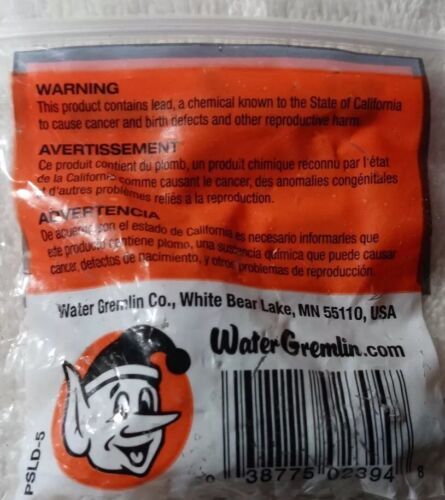 WARNING
This product contains lead, a chemical known to the State of California
to cause cancer and birth defects and other reproductive harm.
AVERTISSEMENT
Ce produit contient du plomb, un produit chimique reconnu par l'état
de la Californie comme causant le cancer, des anomalies congénitales
et d'autres problèmes reliés à la reproduction.
ADVERTENCIA
De acuerdo con el estado de California es necesario informarles que
este producto contiene plomo, una sustancia química que puede causar
cancer, defectos de nacimiento, y otros problemas de reproducción.
Water Gremlin Co., White Bear Lake, MN 55110, USA
WaterGremlin.com
PSLD-5
0 38775 02394 8